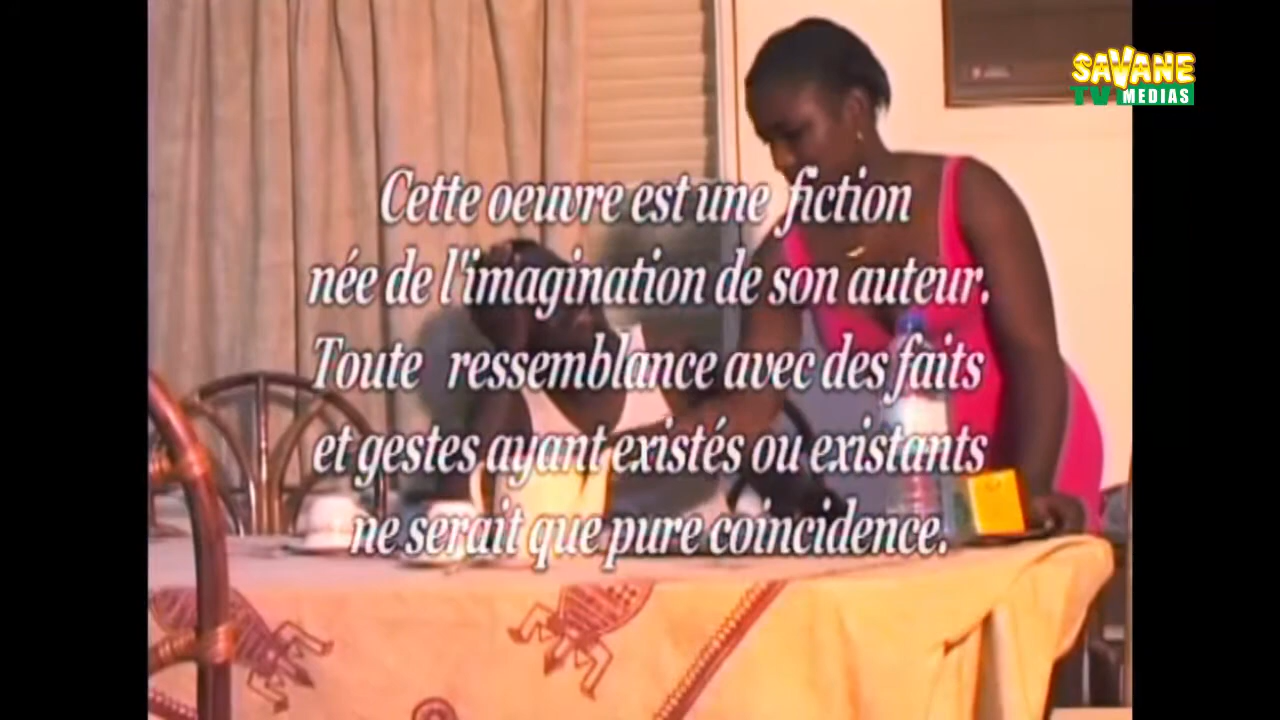 SAVANE
TV MEDIAS
Cette oeuvre est une fiction
née de l'imagination de son auteur.
Toute ressemblance avec des faits
et gestes ayant existés ou existants
ne serait que pure coincidence.